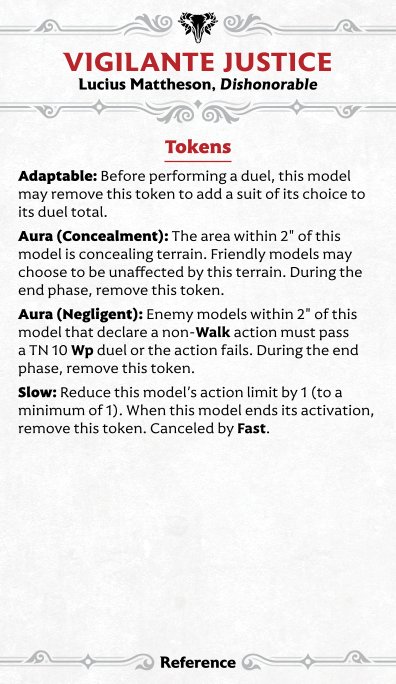 VIGILANTE JUSTICE
Lucius Mattheson, Dishonorable
Tokens
Adaptable: Before performing a duel, this model
may remove this token to add a suit of its choice to
its duel total.
Aura (Concealment): The area within 2" of this
model is concealing terrain. Friendly models may
choose to be unaffected by this terrain. During the
end phase, remove this token.
Aura (Negligent): Enemy models within 2" of this
model that declare a non-Walk action must pass
a TN 10 Wp duel or the action fails. During the end
phase, remove this token.
Slow: Reduce this model’s action limit by 1 (to a
minimum of 1). When this model ends its activation,
remove this token. Canceled by Fast.
Reference